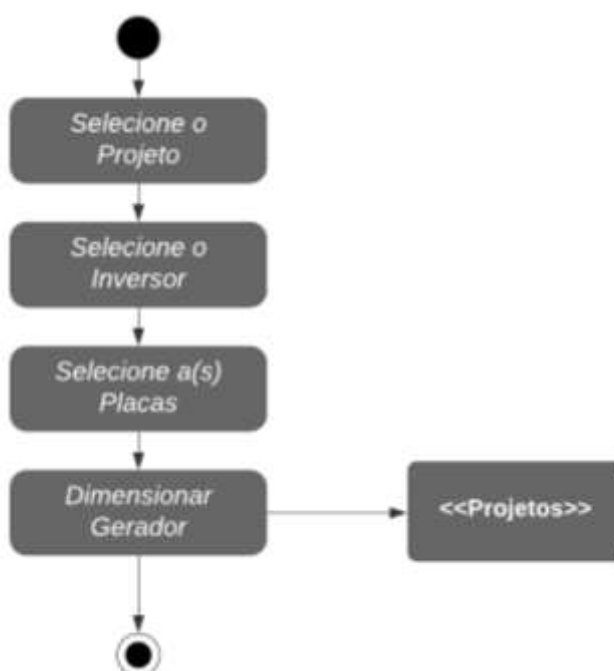 Selecione o
Projeto
Selecione o
Inversor
Selecione a(s)
Placas
Dimensionar
Gerador
<<Projetos>>